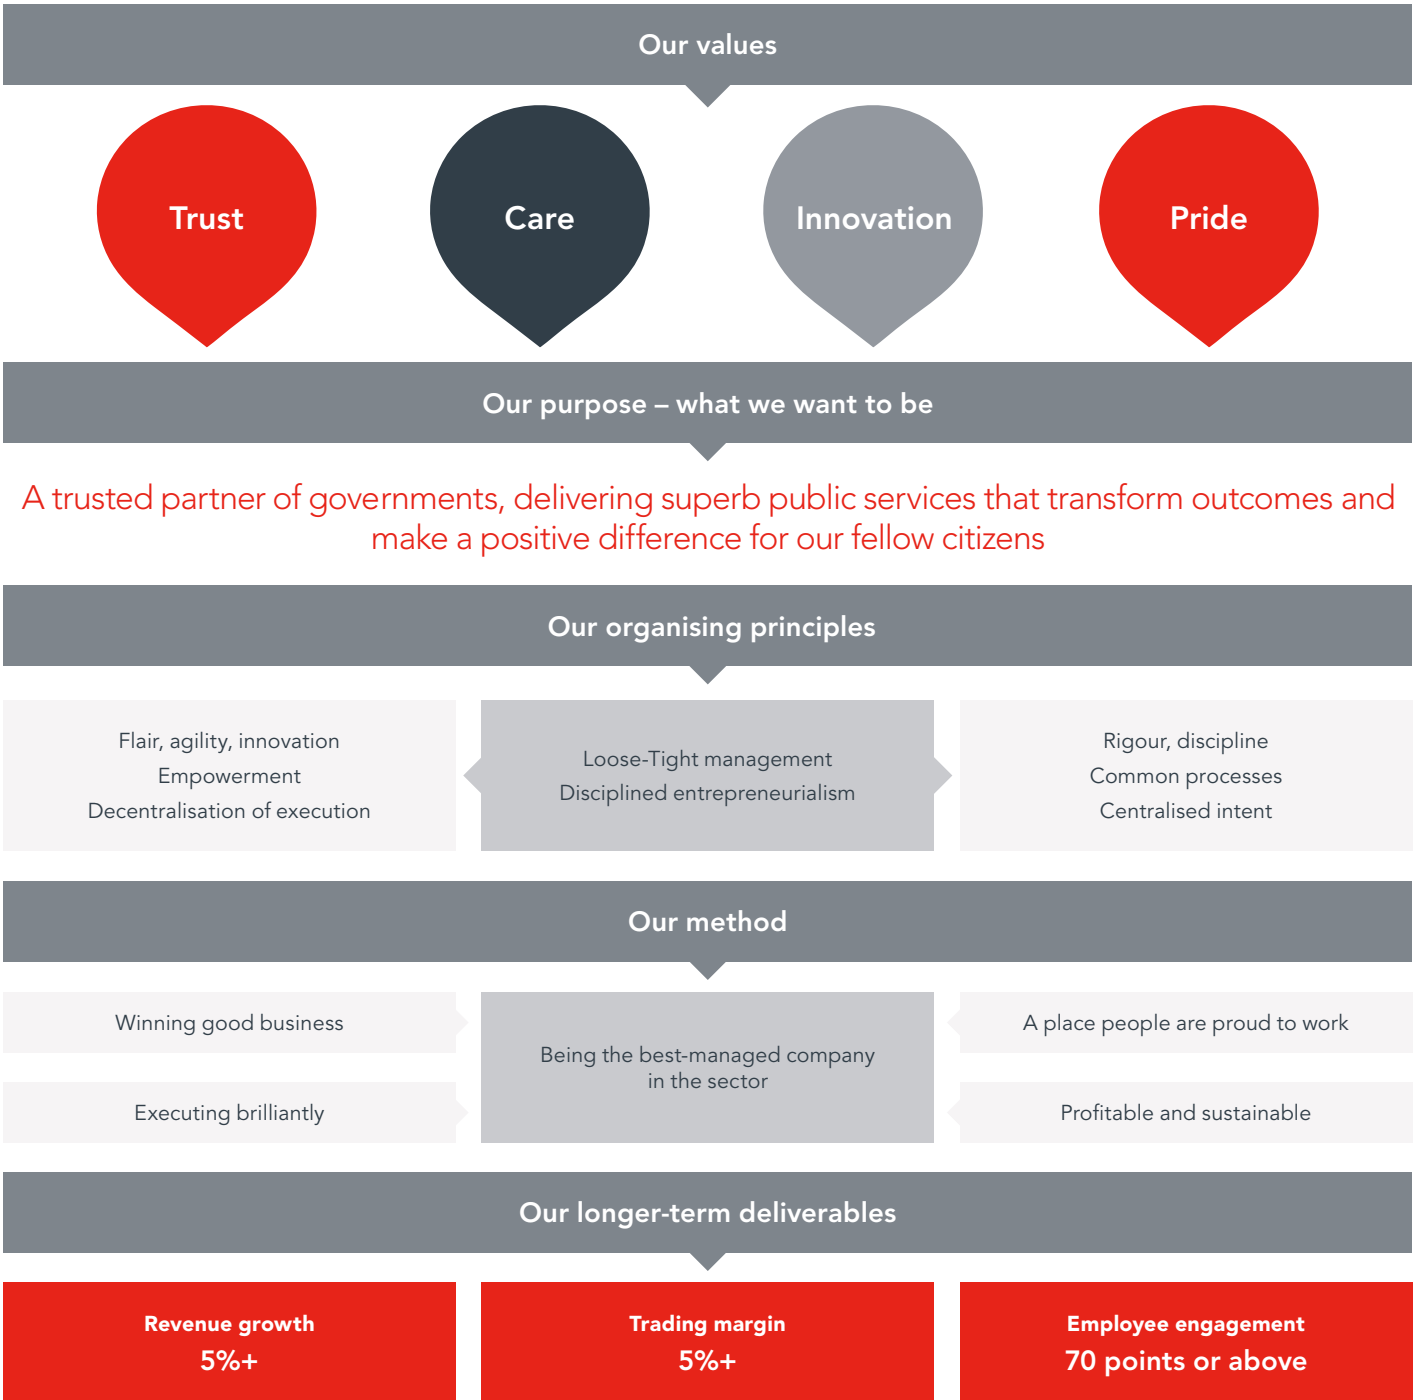 Our values
Trust
Care
Innovation
Pride
Our purpose – what we want to be
A trusted partner of governments, delivering superb public services that transform outcomes and
make a positive difference for our fellow citizens
Our organising principles
Flair, agility, innovation
Empowerment
Decentralisation of execution
Loose-Tight management
Disciplined entrepreneurialism
Rigour, discipline
Common processes
Centralised intent
Our method
Winning good business
Executing brilliantly
Being the best-managed company
in the sector
A place people are proud to work
Profitable and sustainable
Our longer-term deliverables
Revenue growth
5%+
Trading margin
5%+
Employee engagement
70 points or above